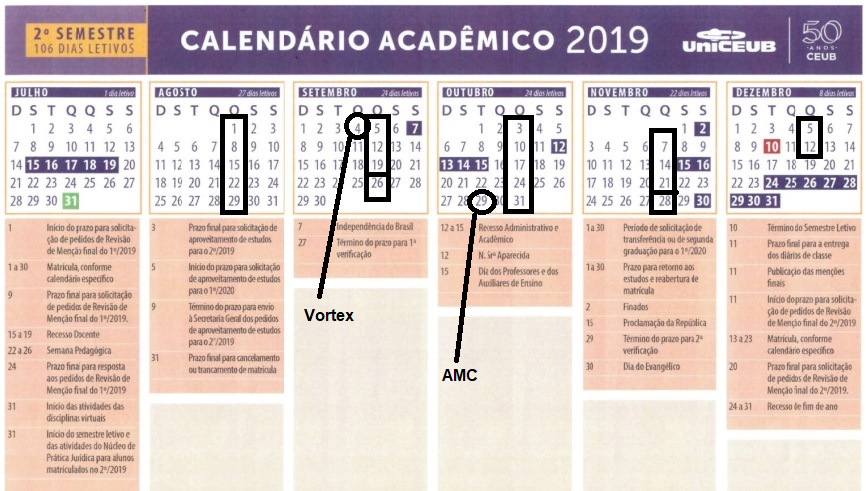 2º SEMESTRE
106 DIAS LETIVOS
CALENDÁRIO ACADÊMICO 2019
UNICEUB
50
ANOS
CEUB
JULHO 1 dia letivo
D S T Q Q S S
1 2 3 4 5 6
7 8 9 10 11 12 13
14 15 16 17 18 19 20
21 22 23 24 25 26 27
28 29 30 31
1 Início do prazo para solicita-
ção de pedidos de Revisão
de Menção final do 1º/2019
1 a 30 Matrícula, conforme
calendário específico
9 Prazo final para solicitação
de pedidos de Revisão de
Menção final do 1º/2019.
15 a 19 Recesso Docente
22 a 26 Semana Pedagógica
24 Prazo final para resposta
aos pedidos de Revisão de
Menção final do 1º/2019
31 Início das atividades das
disciplinas virtuais
31 Início do semestre letivo e
das atividades do Núcleo de
Prática Jurídica para alunos
matriculados no 2º/2019
AGOSTO 27 dias letivos
D S T Q Q S S
1 2 3
4 5 6 7 8 9 10
11 12 13 14 15 16 17
18 19 20 21 22 23 24
25 26 27 28 29 30 31
3 Prazo final para solicitação de
aproveitamento de estudos
para o 2º/2019
5 Início do prazo para solicitação
de aproveitamento de estudos
para o 1º/2020
9 Término do prazo para envio
à Secretaria Geral dos pedidos
de aproveitamento de estudos
para o 2º/2019
31 Prazo final para cancelamento
ou trancamento de matrícula
SETEMBRO 24 dias letivos
D S T Q Q S S
1 2 3 4 5 6 7
8 9 10 11 12 13 14
15 16 17 18 19 20 21
22 23 24 25 26 27 28
29 30
7 Independência do Brasil
27 Término do prazo para 1ª
verificação
Vortex
OUTUBRO 24 dias letivos
D S T Q Q S S
1 2 3 4 5
6 7 8 9 10 11 12
13 14 15 16 17 18 19
20 21 22 23 24 25 26
27 28 29 30 31
12 a 15 Recesso Administrativo e
Acadêmico
12 N. Srª Aparecida
15 Dia dos Professores e dos
Auxiliares de Ensino
AMC
NOVEMBRO 22 dias letivos
D S T Q Q S S
1 2
3 4 5 6 7 8 9
10 11 12 13 14 15 16
17 18 19 20 21 22 23
24 25 26 27 28 29 30
1 a 30 Período de solicitação de
transferência ou de segunda
graduação para o 1º/2020
1 a 30 Prazo para retorno aos
estudos e reabertura de
matrícula
2 Finados
15 Proclamação da República
29 Término do prazo para 2ª
verificação
30 Dia do Evangélico
DEZEMBRO 8 dias letivos
D S T Q Q S S
1 2 3 4 5 6 7
8 9 10 11 12 13 14
15 16 17 18 19 20 21
22 23 24 25 26 27 28
29 30 31
10 Término do Semestre Letivo
11 Prazo final para a entrega
dos diários de classe
11 Publicação das menções
finais
11 Início do prazo para solicitação
de pedidos de Revisão de
Menção final do 2º/2019
13 a 23 Matrícula, conforme
calendário específico
20 Prazo final para solicitação
de pedidos de Revisão de
Menção final do 2º/2019.
24 a 31 Recesso de fim de ano